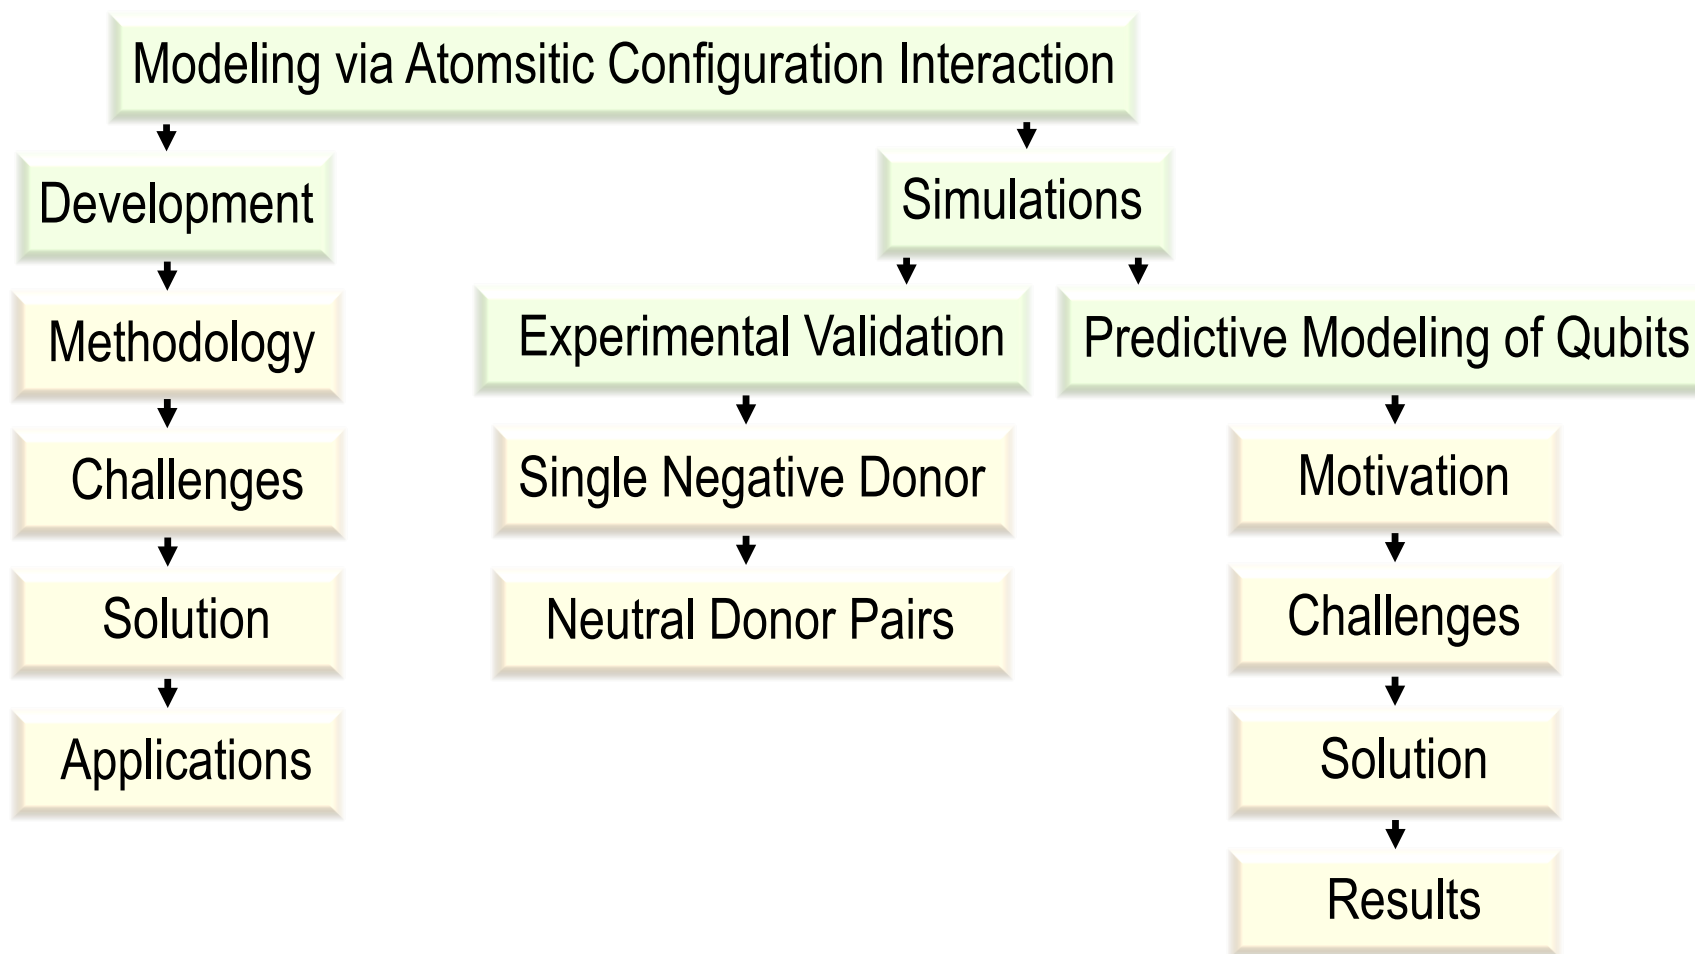 Modeling via Atomsitic Configuration Interaction
Development
Simulations
Methodology
Experimental Validation
Predictive Modeling of Qubits
Challenges
Single Negative Donor
Motivation
Solution
Neutral Donor Pairs
Challenges
Applications
Solution
Results